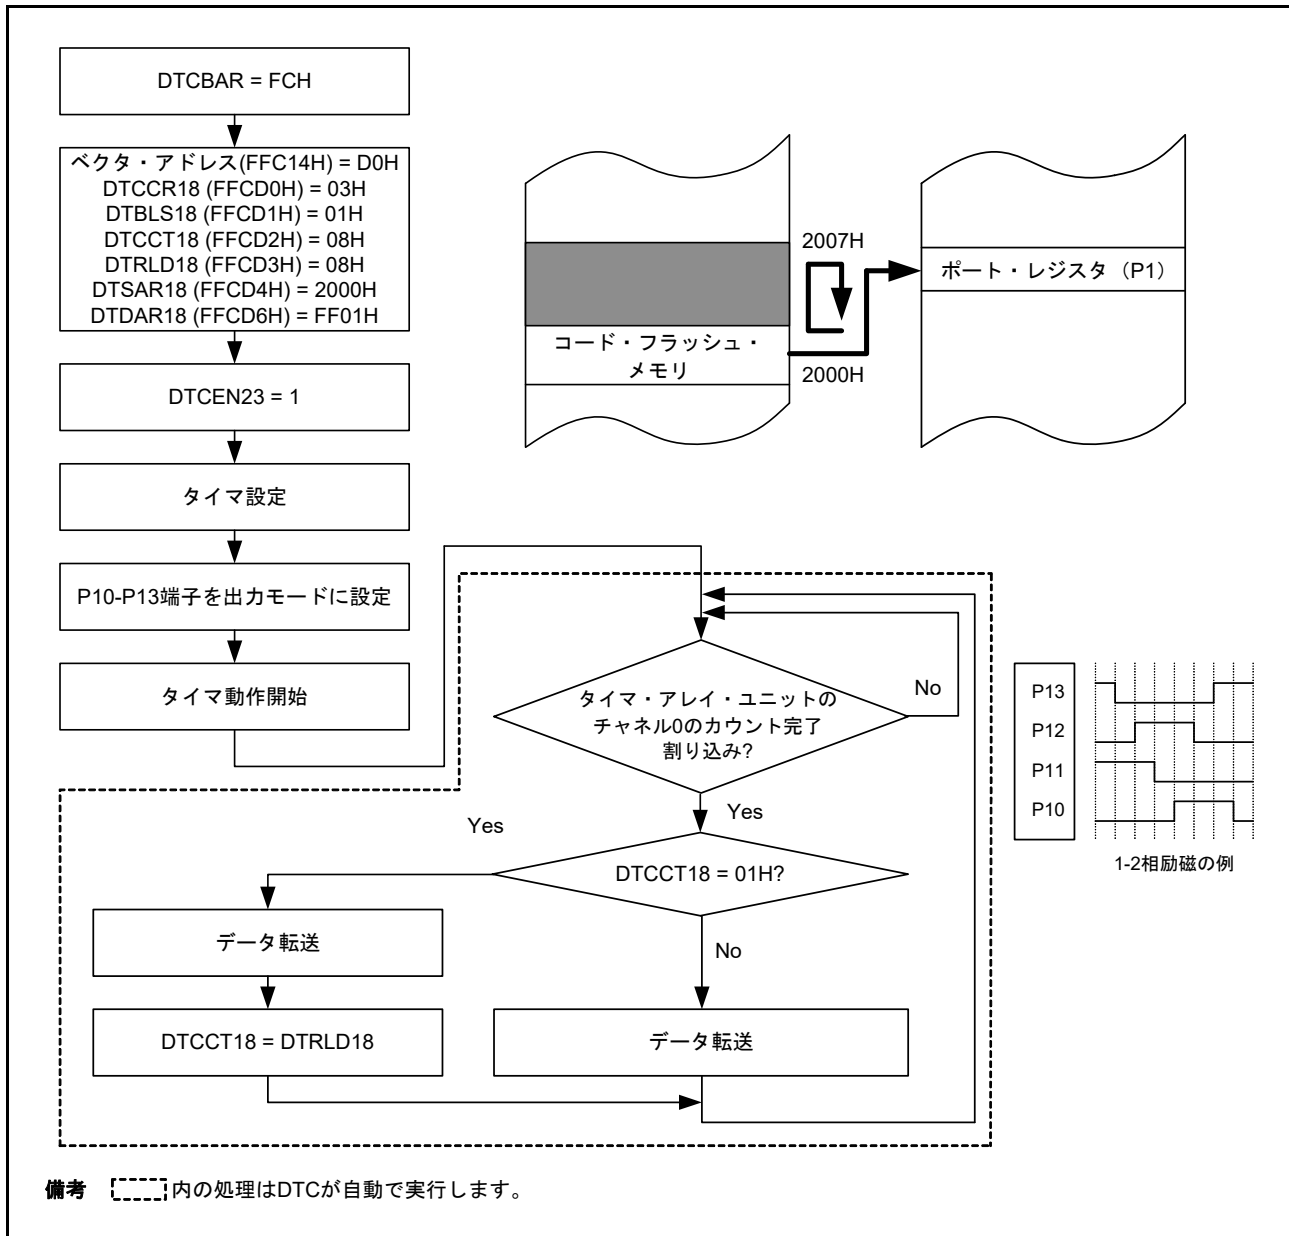 DTCBAR = FCH
ベクタ・アドレス(FFC14H) = D0H
DTCCR18 (FFCD0H) = 03H
DTBLS18 (FFCD1H) = 01H
DTCCT18 (FFCD2H) = 08H
DTRLD18 (FFCD3H) = 08H
DTSAR18 (FFCD4H) = 2000H
DTDAR18 (FFCD6H) = FF01H
DTCEN23 = 1
タイマ設定
P10-P13端子を出力モードに設定
タイマ動作開始
2007H
コード・フラッシュ・
メモリ
2000H
ポート・レジスタ（P1）
タイマ・アレイ・ユニットの
チャネル0のカウント完了
割り込み?
No
Yes
DTCCT18 = 01H?
Yes
No
データ転送
DTCCT18 = DTRLD18
データ転送
P13
P12
P11
P10
1-2相励磁の例
備考 内の処理はDTCが自動で実行します。